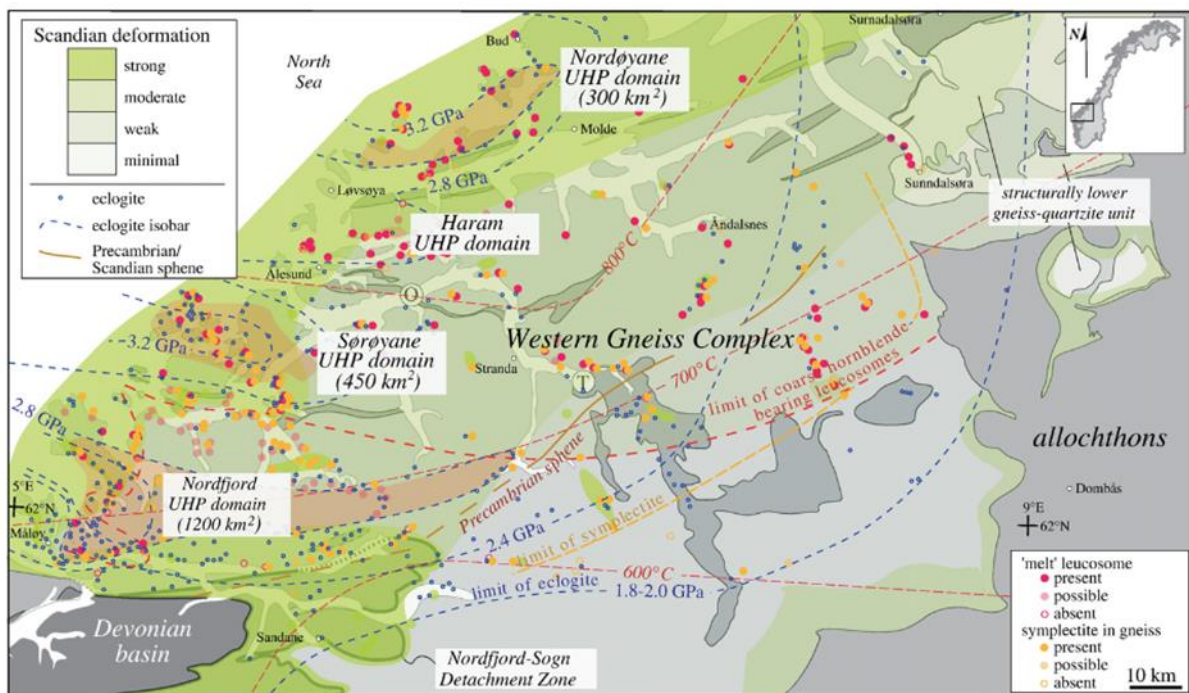 Scandian deformation
strong
moderate
weak
minimal
eclogite
eclogite isobar
Precambrian/
Scandian sphene
North
Sea
Bud
Nordøyane
UHP domain
(300 km²)
Surnadalsøra
N
3.2 GPa
Molde
2.8 GPa
Løvsøya
Sunndalsøra
structurally lower
gneiss-quartzite unit
Haram
UHP domain
Åndalsnes
800°C
Ålesund
O
3.2 GPa
Sørøyane
UHP domain
(450 km²)
Western Gneiss Complex
Stranda
T
700°C
limit of coarse hornblende
bearing leucosomes
2.8 GPa
allochthons
Nordfjord
UHP domain
(1200 km²)
Precambrian sphene
5°E
62°N
Måløy
Dombås
9°E
62°N
2.4 GPa
limit of symplectite
limit of eclogite
600°C
1.8-2.0 GPa
Devonian
basin
Sandane
Nordfjord-Sogn
Detachment Zone
'melt' leucosome
present
possible
absent
symplectite in gneiss
present
possible
absent
10 km